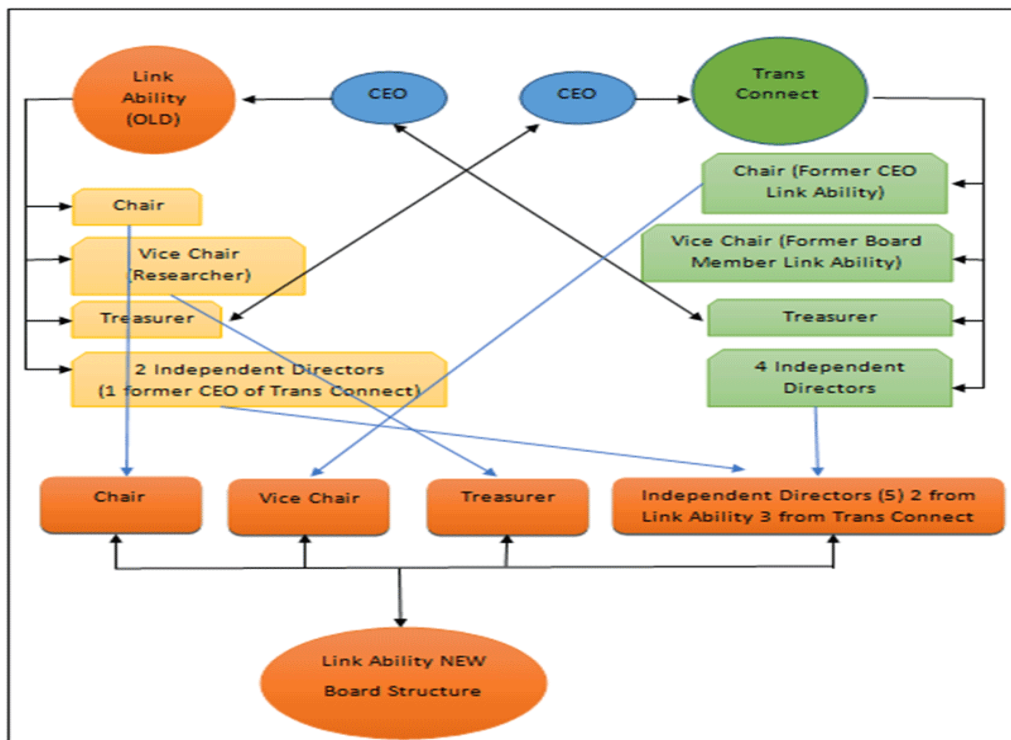 Link
Ability
(OLD)
CEO
CEO
Trans
Connect
Chair
Vice Chair
(Researcher)
Treasurer
2 Independent Directors
(1 former CEO of Trans Connect)
Chair (Former CEO
Link Ability)
Vice Chair (Former Board
Member Link Ability)
Treasurer
4 Independent
Directors
Chair
Vice Chair
Treasurer
Independent Directors (5) 2 from
Link Ability 3 from Trans Connect
Link Ability NEW
Board Structure